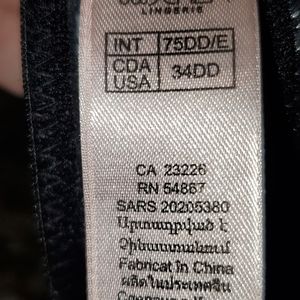 LINGERIE
INT 75DD/E
CDA USA 34DD
CA 23226
RN 54867
SARS 20205380
Արտադրված է
Չինաստանում
Fabricat în China
ผลิตในประเทศจีน